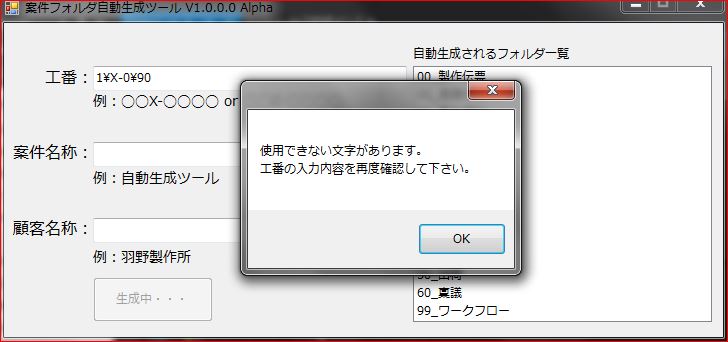 案件フォルダ自動生成ツール V1.0.0.0 Alpha
自動生成されるフォルダ一覧
工番：
1¥X-0¥90
例：○○X-○○○○ or
00_製作伝票
案件名称：
例：自動生成ツール
顧客名称：
例：羽野製作所
生成中・・・
使用できない文字があります。
工番の入力内容を再度確認して下さい。
OK
60_稟議
99_ワークフロー